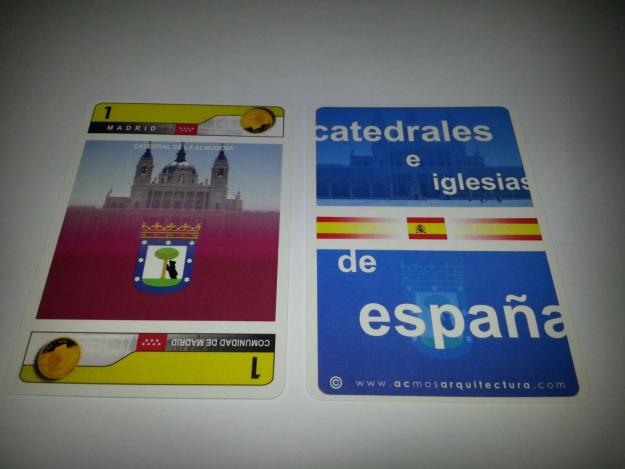 1
MADRID
CATEDRAL DE LA ALMUDENA
COMUNIDAD DE MADRID
1
catedrales
e
iglesias
de
españa
© www.acmosarquitectura.com